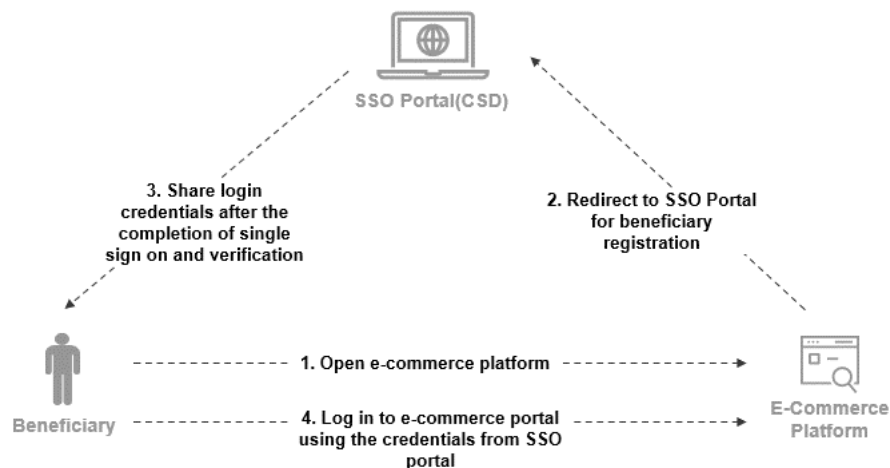 SSO Portal(CSD)
3. Share login
credentials after the
completion of single
sign on and verification
2. Redirect to SSO Portal
for beneficiary
registration
1. Open e-commerce platform
Beneficiary
4. Log in to e-commerce portal
using the credentials from SSO
portal
E-Commerce
Platform